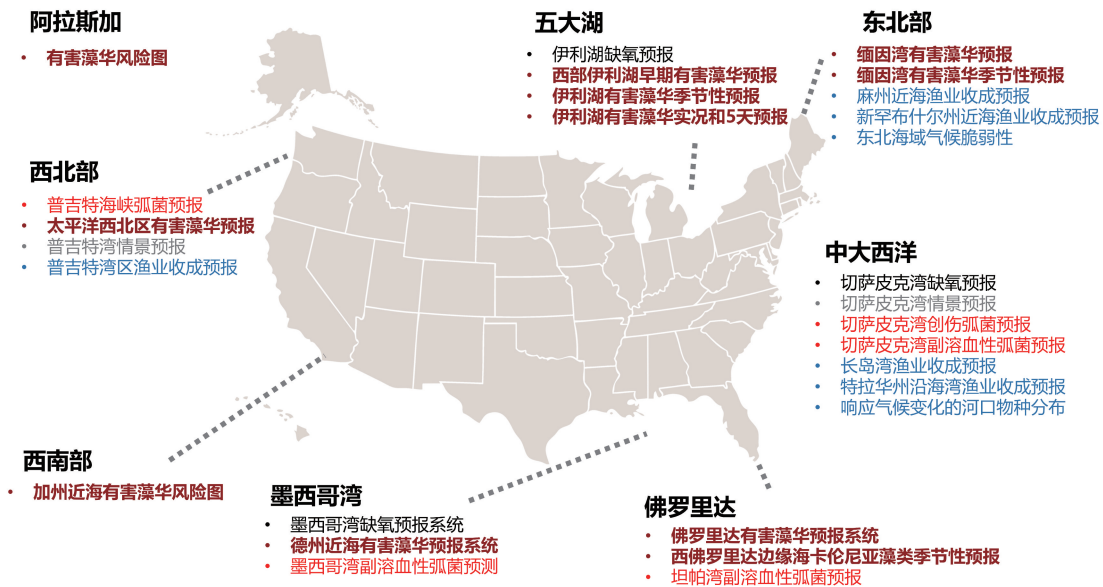 阿拉斯加
• 有害藻华风险图
五大湖
• 伊利湖缺氧预报
• 西部伊利湖早期有害藻华预报
• 伊利湖有害藻华季节性预报
• 伊利湖有害藻华实况和5天预报
东北部
• 缅因湾有害藻华预报
• 缅因湾有害藻华季节性预报
• 麻州近海渔业收成预报
• 新罕布什尔州近海渔业收成预报
• 东北海域气候脆弱性
西北部
• 普吉特海峡弧菌预报
• 太平洋西北区有害藻华预报
• 普吉特湾情景预报
• 普吉特湾区渔业收成预报
中大西洋
• 切萨皮克湾缺氧预报
• 切萨皮克湾情景预报
• 切萨皮克湾创伤弧菌预报
• 切萨皮克湾副溶血性弧菌预报
• 长岛湾渔业收成预报
• 特拉华州沿海湾渔业收成预报
• 响应气候变化的河口物种分布
西南部
• 加州近海有害藻华风险图
墨西哥湾
• 墨西哥湾缺氧预报系统
• 德州近海有害藻华预报系统
• 墨西哥湾副溶血性弧菌预测
佛罗里达
• 佛罗里达有害藻华预报系统
• 西佛罗里达边缘海卡伦尼亚藻类季节性预报
• 坦帕湾副溶血性弧菌预报